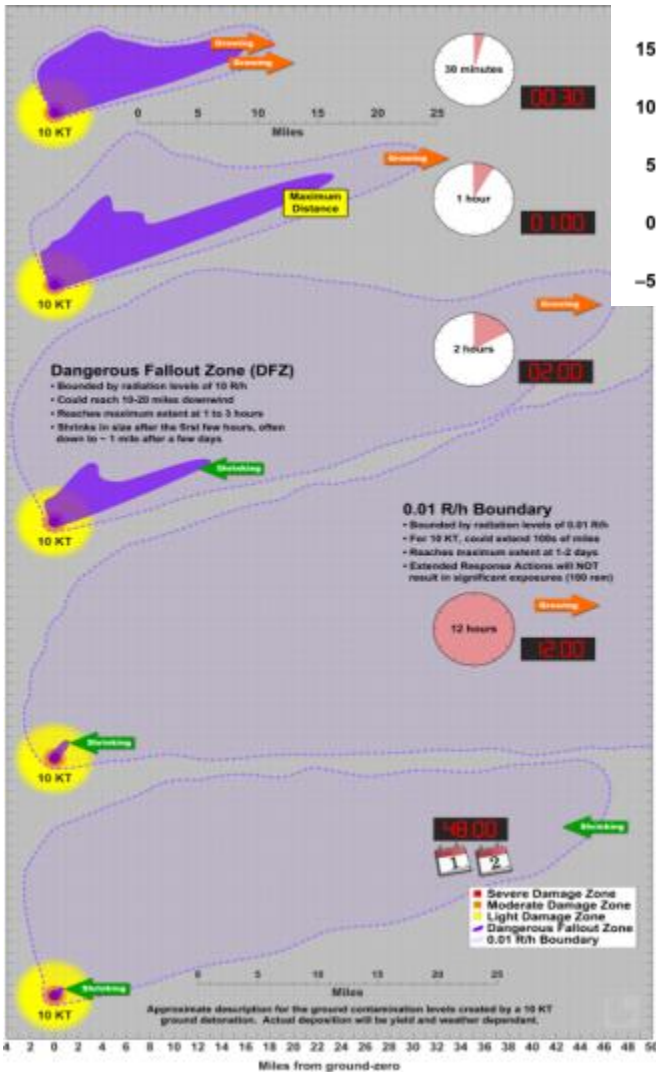 15
10
5
0
–5
Growing
Growing
30 minutes
00:30
10 KT
0 5 10 15 20 25
Miles
Growing
1 hour
01:00
Maximum
Distance
10 KT
Growing
2 hours
02:00
Dangerous Fallout Zone (DFZ)
• Bounded by radiation levels of 10 R/h
• Could reach 10-20 miles downwind
• Reaches maximum extent at 1 to 3 hours
• Shrinks in size after the first few hours, often
down to ~ 1 mile after a few days
Shrinking
10 KT
0.01 R/h Boundary
• Bounded by radiation levels of 0.01 R/h
• For 10 KT, could extend 100s of miles
• Reaches maximum extent at 1-2 days
• Extended Response Actions will NOT
result in significant exposures (100 rem)
Growing
12 hours
12:00
Shrinking
10 KT
48:00
1 2
Shrinking
Severe Damage Zone
Moderate Damage Zone
Light Damage Zone
Dangerous Fallout Zone
0.01 R/h Boundary
0 5 10 15 20 25
Miles
Shrinking
10 KT
Approximate description for the ground contamination levels created by a 10 KT
ground detonation. Actual deposition will be yield and weather dependant.
4 2 0 2 4 6 8 10 12 14 16 18 20 22 24 26 28 30 32 34 36 38 40 42 44 46 48 50
Miles from ground-zero